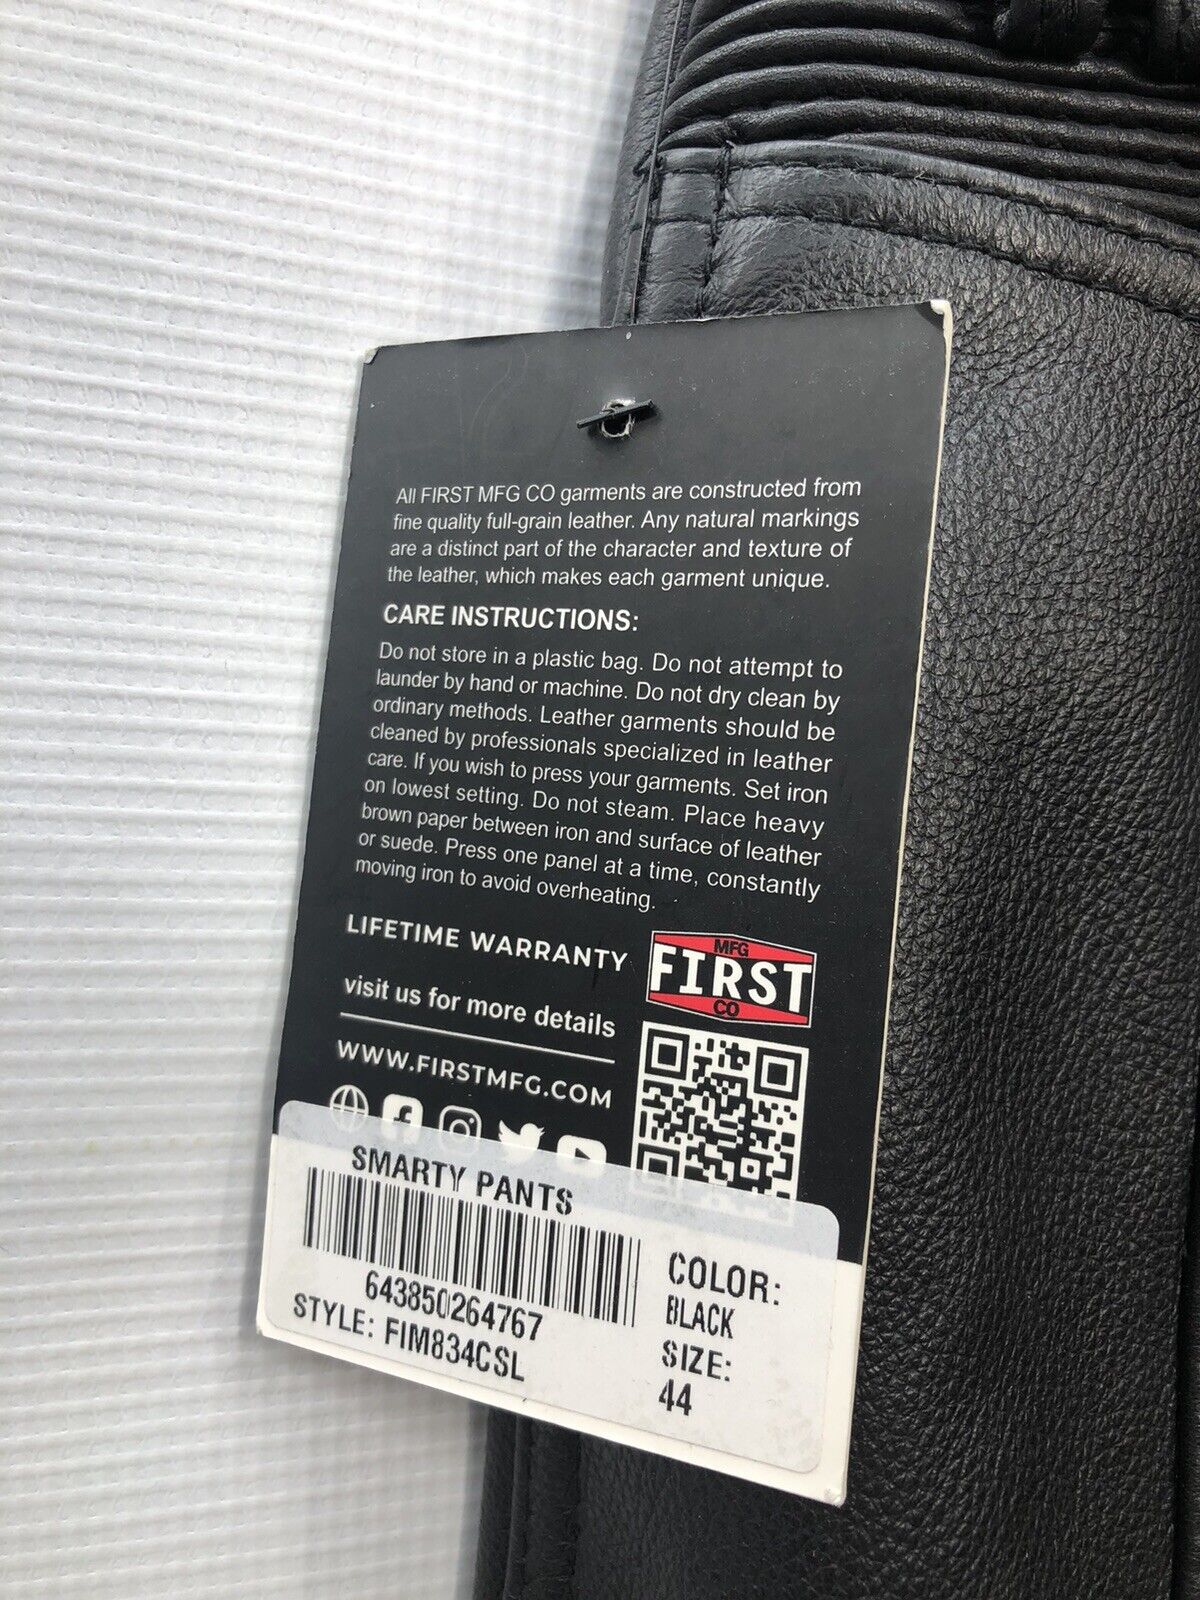 All FIRST MFG CO garments are constructed from
fine quality full-grain leather. Any natural markings
are a distinct part of the character and texture of
the leather, which makes each garment unique.
CARE INSTRUCTIONS:
Do not store in a plastic bag. Do not attempt to
launder by hand or machine. Do not dry clean by
ordinary methods. Leather garments should be
cleaned by professionals specialized in leather
care. If you wish to press your garments. Set iron
on lowest setting. Do not steam. Place heavy
brown paper between iron and surface of leather
or suede. Press one panel at a time, constantly
moving iron to avoid overheating.
LIFETIME WARRANTY
visit us for more details
WWW.FIRSTMFG.COM
MFG
FIRST
CO
SMARTY PANTS
643850264767
STYLE: FIM834CSL
COLOR:
BLACK
SIZE:
44